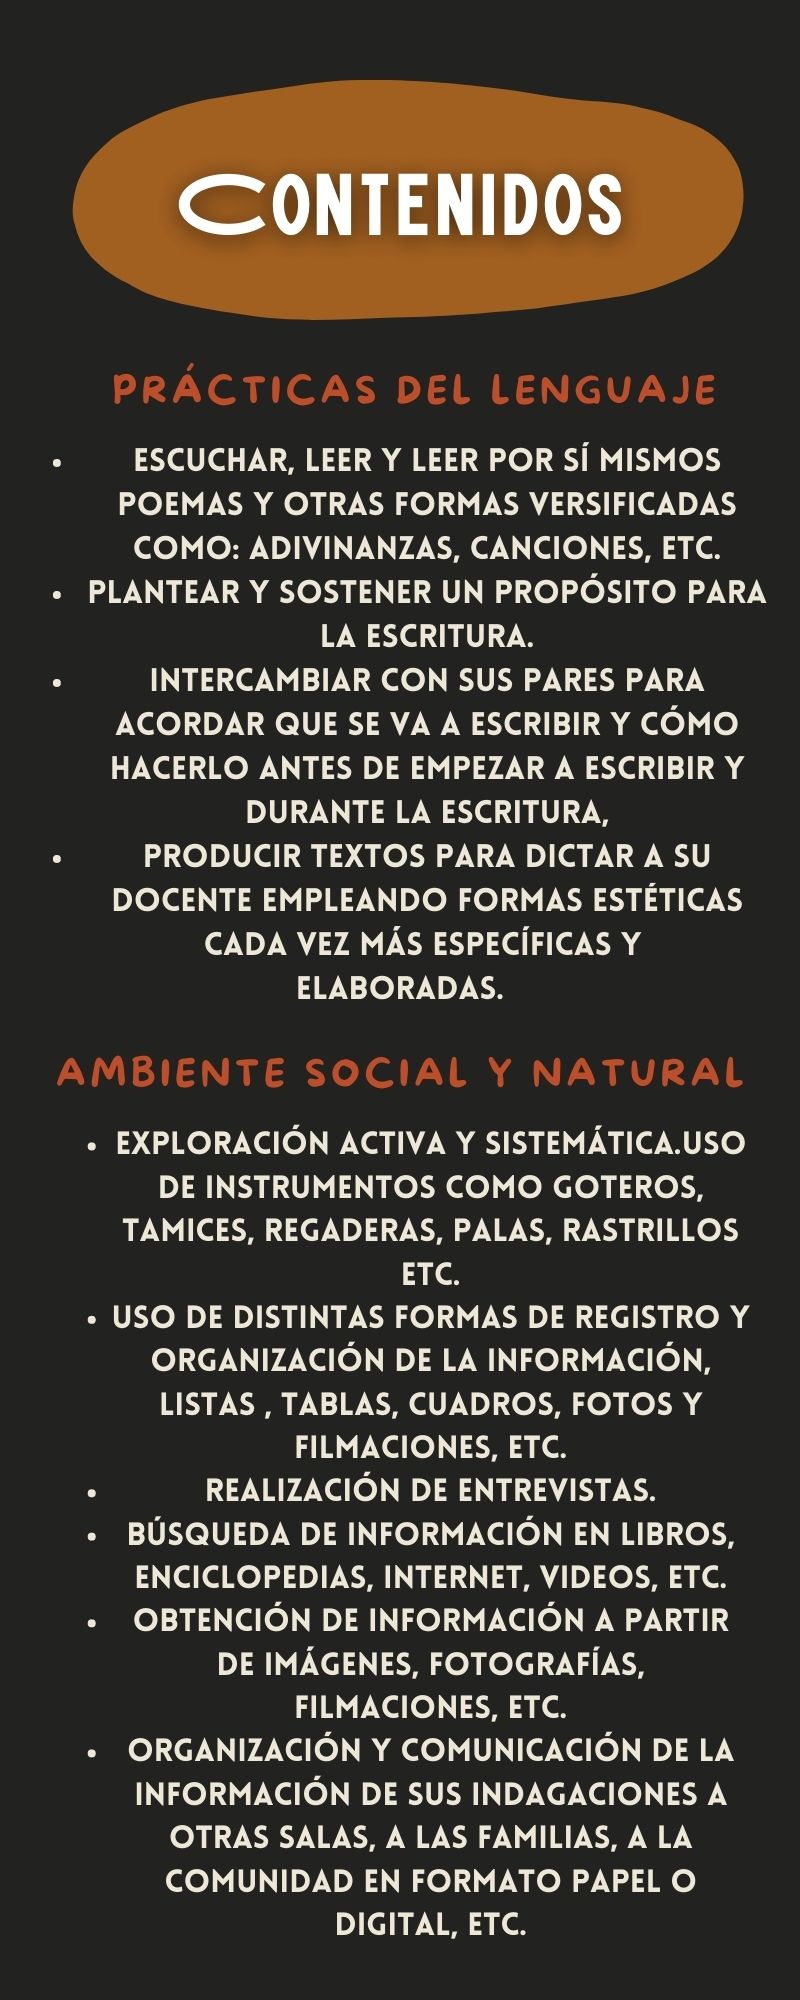 CONTENIDOS
PRÁCTICAS DEL LENGUAJE
• ESCUCHAR, LEER Y LEER POR SÍ MISMOS
POEMAS Y OTRAS FORMAS VERSIFICADAS
COMO: ADIVINANZAS, CANCIONES, ETC.
• PLANTEAR Y SOSTENER UN PROPÓSITO PARA
LA ESCRITURA.
• INTERCAMBIAR CON SUS PARES PARA
ACORDAR QUE SE VA A ESCRIBIR Y CÓMO
HACERLO ANTES DE EMPEZAR A ESCRIBIR Y
DURANTE LA ESCRITURA,
• PRODUCIR TEXTOS PARA DICTAR A SU
DOCENTE EMPLEANDO FORMAS ESTÉTICAS
CADA VEZ MÁS ESPECÍFICAS Y
ELABORADAS.
AMBIENTE SOCIAL Y NATURAL
• EXPLORACIÓN ACTIVA Y SISTEMÁTICA.USO
DE INSTRUMENTOS COMO GOTEROS,
TAMICES, REGADERAS, PALAS, RASTRILLOS
ETC.
• USO DE DISTINTAS FORMAS DE REGISTRO Y
ORGANIZACIÓN DE LA INFORMACIÓN,
LISTAS , TABLAS, CUADROS, FOTOS Y
FILMACIONES, ETC.
• REALIZACIÓN DE ENTREVISTAS.
• BÚSQUEDA DE INFORMACIÓN EN LIBROS,
ENCICLOPEDIAS, INTERNET, VIDEOS, ETC.
• OBTENCIÓN DE INFORMACIÓN A PARTIR
DE IMÁGENES, FOTOGRAFÍAS,
FILMACIONES, ETC.
• ORGANIZACIÓN Y COMUNICACIÓN DE LA
INFORMACIÓN DE SUS INDAGACIONES A
OTRAS SALAS, A LAS FAMILIAS, A LA
COMUNIDAD EN FORMATO PAPEL O
DIGITAL, ETC.